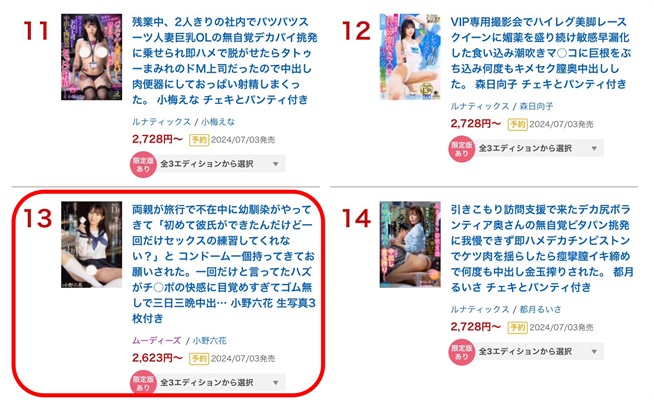 11
残業中、2人きりの社内でパツパツス
ーツ人妻巨乳OLの無自覚デカパイ挑発
に乗せられ即ハメで脱がせたらタトゥ
ーまみれのドM上司だったので中出し
肉便器にしておっぱい射精しまくっ
た。 小梅えな チェキとパンティ付き
ルナティックス / 小梅えな
2,728円～ 予約 2024/07/03発売
限定版あり 全3エディションから選択 ▼
12
VIP専用撮影会でハイレグ美脚レース
クイーンに媚薬を盛り続け敏感早漏化
した食い込み潮吹きマ〇コに巨根をぶ
ち込み何度もキメセク膣奥中出しし
た。 森日向子 チェキとパンティ付き
ルナティックス / 森日向子
2,728円～ 予約 2024/07/03発売
限定版あり 全3エディションから選択 ▼
13
両親が旅行で不在中に幼馴染がやって
きて「初めて彼氏ができたんだけど一
回だけセックスの練習してくれな
い？」と コンドーム一個持ってきてお
願いされた。一回だけと言ってたハズ
がチ〇ポの快感に目覚めすぎてゴム無
しで三日三晩中出し… 小野六花 生写真3
枚付き
ムーディーズ / 小野六花
2,623円～ 予約 2024/07/03発売
限定版あり 全3エディションから選択 ▼
14
引きこもり訪問支援で来たデカ尻ボラ
ンティア奥さんの無自覚ピタパン挑発
に我慢できず即ハメデカチンピストン
でケツ肉を揺らしたら痙攣膣イキ締め
で何度も中出し金玉搾りされた。 都月
るいさ チェキとパンティ付き
ルナティックス / 都月るいさ
2,728円～ 予約 2024/07/03発売
限定版あり 全3エディションから選択 ▼